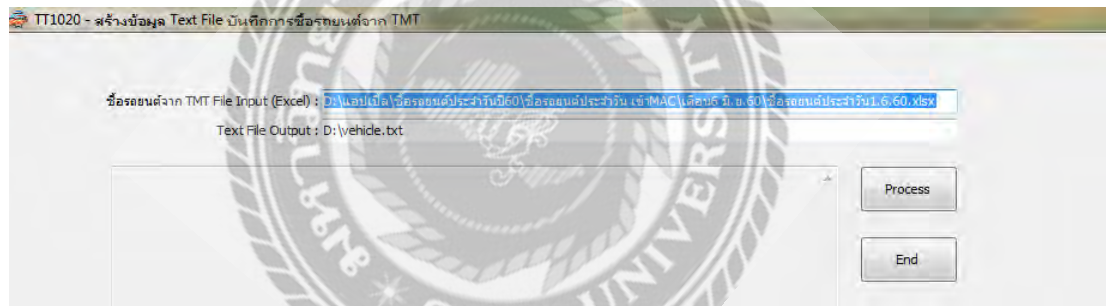 TT1020 - สร้างข้อมูล Text File บันทึกการซื้อรถยนต์จาก TMT
ซื้อรถยนต์จาก TMT File Input (Excel) : D:\แอปเปิ้ล\ซื้อรถยนต์ประจำวันปี60\ซื้อรถยนต์ประจำวัน เข้าMAC\เดือน6 มิ.ย.60\ซื้อรถยนต์ประจำวัน1.6.60.xlsx
Text File Output : D:\vehicle.txt
Process
End
UNIVERSITY